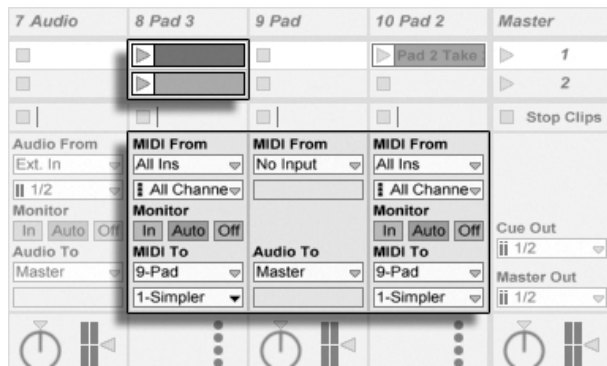 7 Audio 8 Pad 3 9 Pad 10 Pad 2 Master
Pad 2 Take 1
2
Stop Clips
Audio From MIDI From MIDI From MIDI From
Ext. In All Ins No Input All Ins
1/2 All Channe All Channe
Monitor Monitor Monitor
In Auto Off In Auto Off In Auto Off Cue Out
Audio To MIDI To Audio To MIDI To 1/2
Master 9-Pad Master 9-Pad Master Out
1-Simpler 1-Simpler 1/2